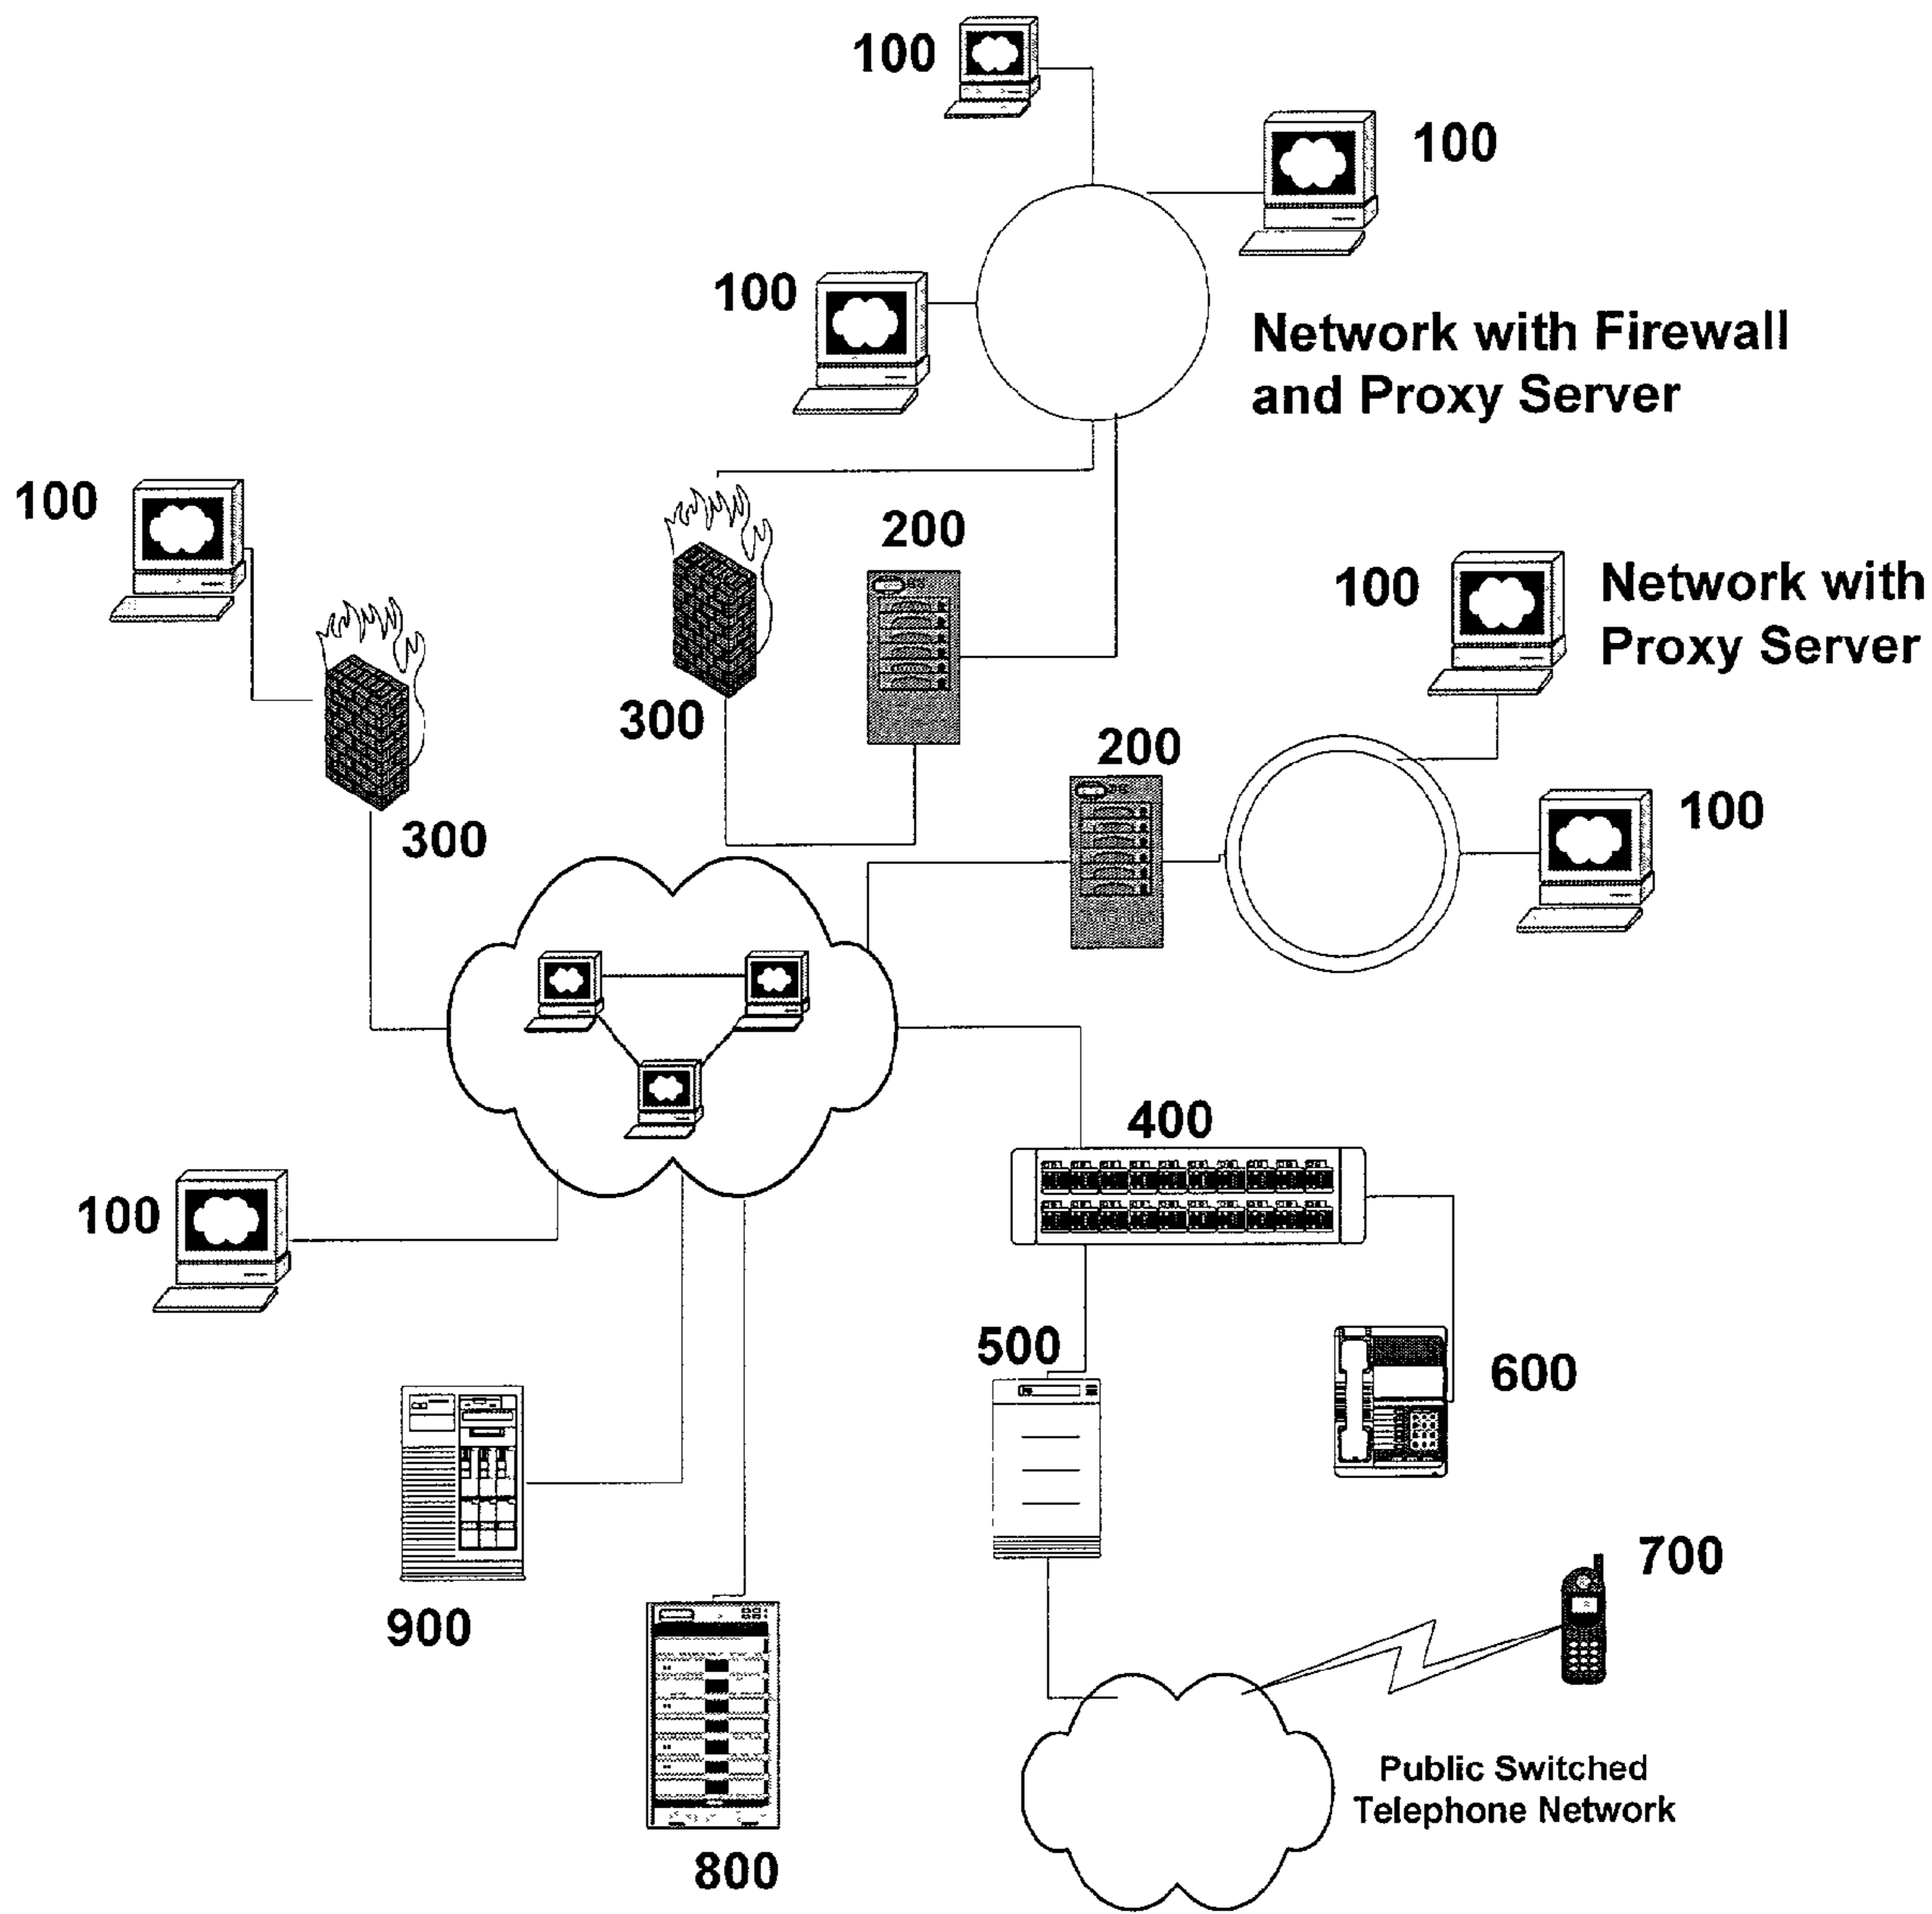 100
100
100
Network with Firewall
and Proxy Server
100
200
100
Network with
Proxy Server
300
200
100
300
400
100
500
600
700
900
Public Switched
Telephone Network
800